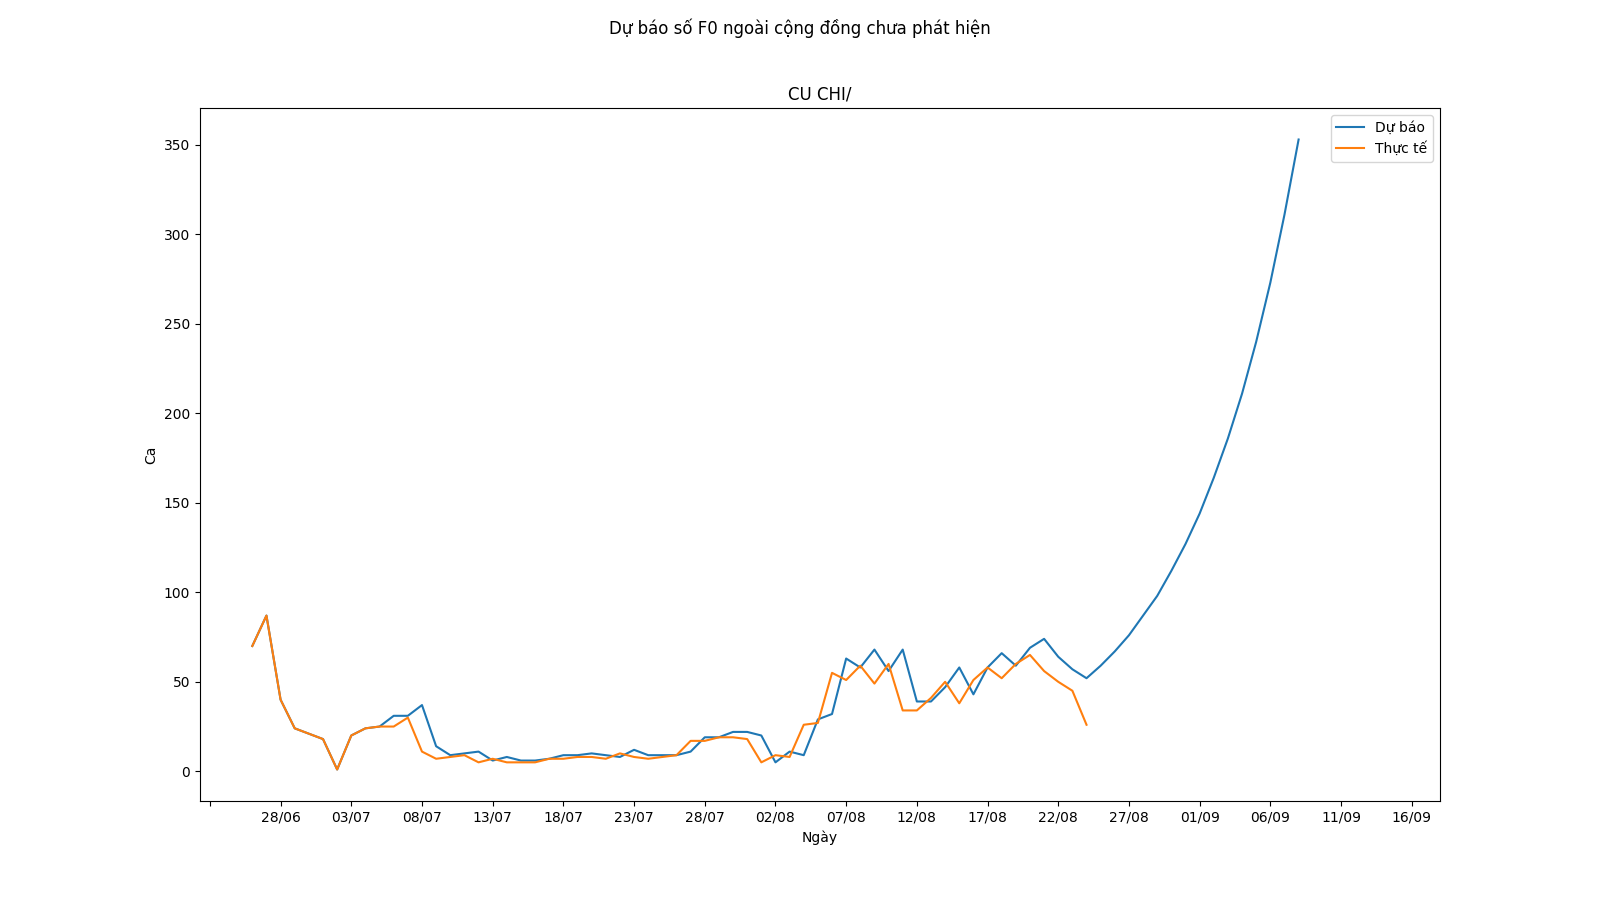 Dự báo số F0 ngoài cộng đồng chưa phát hiện
CU CHI/
Dự báo
Thực tế
350
300
250
200
150
100
50
0
Ca
28/06 03/07 08/07 13/07 18/07 23/07 28/07 02/08 07/08 12/08 17/08 22/08 27/08 01/09 06/09 11/09 16/09
Ngày